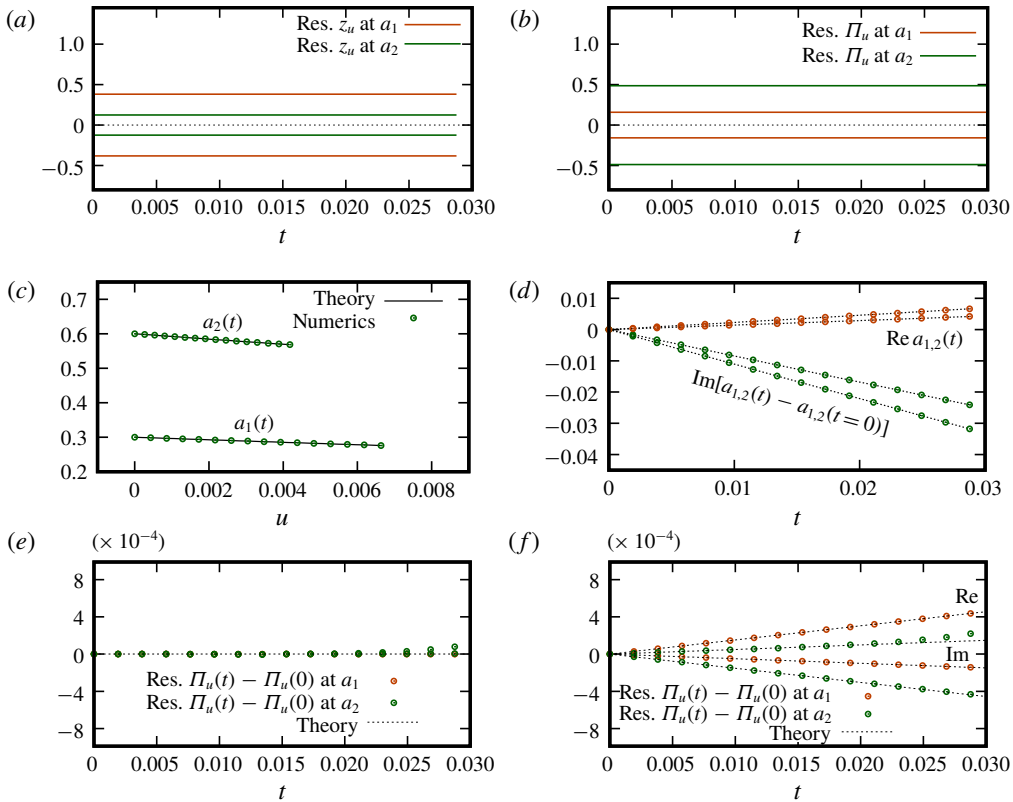 (a)
Res. z_u at a_1
Res. z_u at a_2
1.0
0.5
0
−0.5
0 0.005 0.010 0.015 0.020 0.025 0.030
t
(b)
Res. Π_u at a_1
Res. Π_u at a_2
1.0
0.5
0
−0.5
0 0.005 0.010 0.015 0.020 0.025 0.030
t
(c)
0.7
0.6
0.5
0.4
0.3
0.2
Theory
Numerics
a_2(t)
a_1(t)
0 0.002 0.004 0.006 0.008
u
(d)
0.01
0
−0.01
−0.02
−0.03
−0.04
Re a_{1,2}(t)
Im[a_{1,2}(t) − a_{1,2}(t = 0)]
0 0.01 0.02 0.03
t
(e)
(× 10^{−4})
8
4
0
−4
−8
Res. Π_u(t) − Π_u(0) at a_1
Res. Π_u(t) − Π_u(0) at a_2
Theory
0 0.005 0.010 0.015 0.020 0.025 0.030
t
(f)
(× 10^{−4})
8
4
0
−4
−8
Re
Im
Res. Π_u(t) − Π_u(0) at a_1
Res. Π_u(t) − Π_u(0) at a_2
Theory
0 0.005 0.010 0.015 0.020 0.025 0.030
t